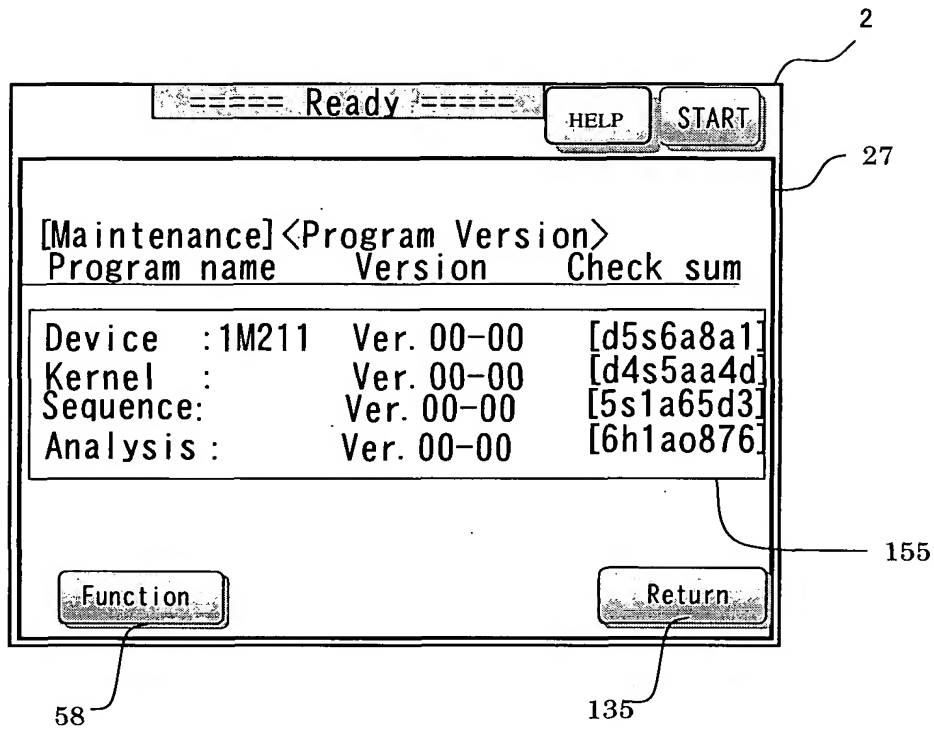 2
===== Ready =====
HELP
START
27
[Maintenance]<Program Version>
Program name Version Check sum
Device :1M211 Ver. 00-00 [d5s6a8a1]
Kernel : Ver. 00-00 [d4s5aa4d]
Sequence: Ver. 00-00 [5s1a65d3]
Analysis : Ver. 00-00 [6h1ao876]
155
Function
Return
58
135